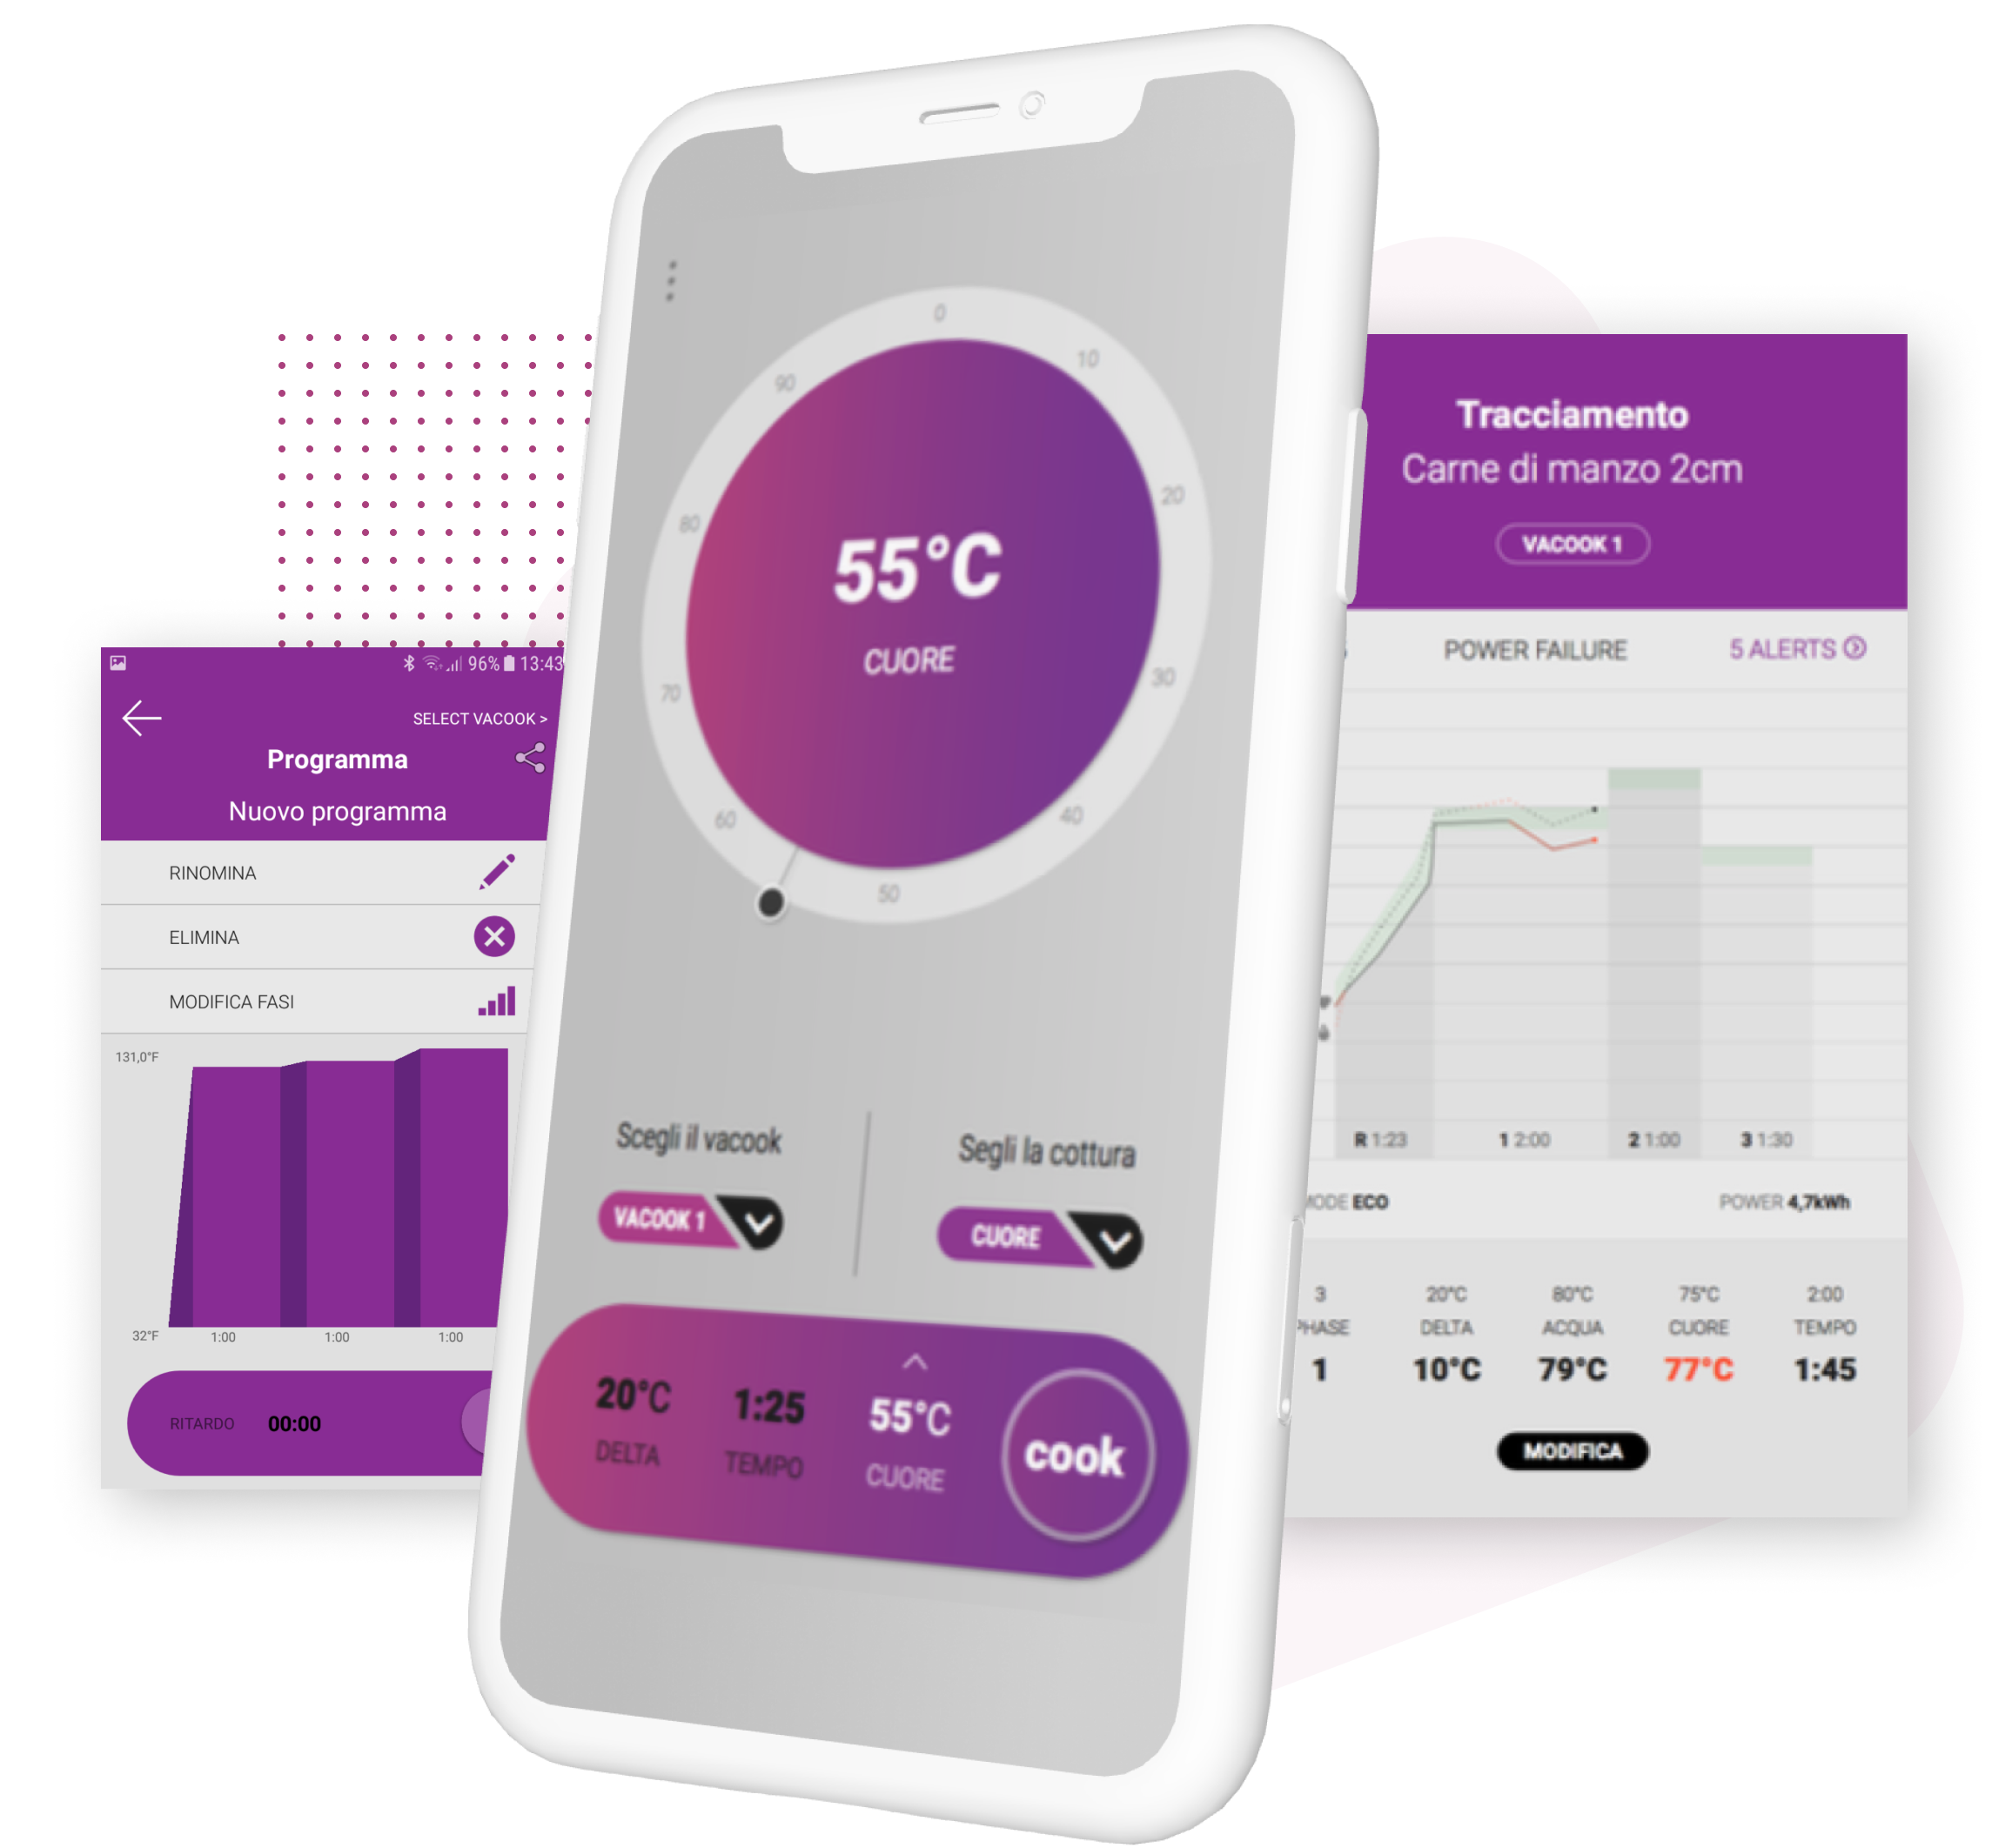 96% 13:43
SELECT VACOOK >
Programma
Nuovo programma
RINOMINA
ELIMINA
MODIFICA FASI
131,0°F
32°F
1:00 1:00 1:00
RITARDO 00:00
0
10
20
30
40
50
60
70
80
90
55°C
CUORE
Scegli il vacook
VACOOK 1
Segli la cottura
CUORE
20°C 1:25 55°C
DELTA TEMPO CUORE
cook
Tracciamento
Carne di manzo 2cm
VACOOK 1
POWER FAILURE 5 ALERTS
R 1:23 1 2:00 2 1:00 3 1:30
MODE ECO POWER 4,7kWh
3 20°C 80°C 75°C 2:00
PHASE DELTA ACQUA CUORE TEMPO
1 10°C 79°C 77°C 1:45
MODIFICA